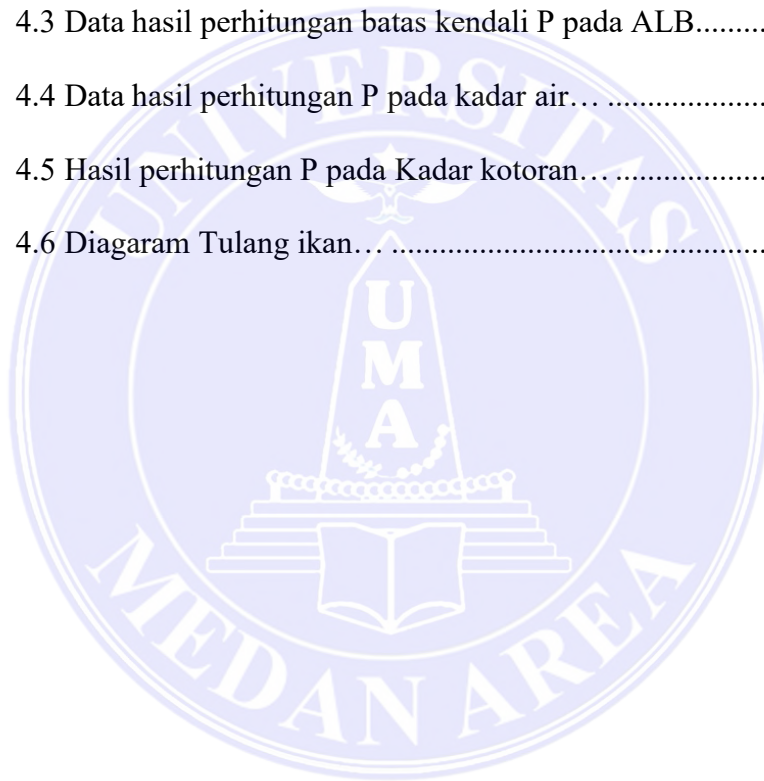 4.3 Data hasil perhitungan batas kendali P pada ALB.........
4.4 Data hasil perhitungan P pada kadar air… ....................
4.5 Hasil perhitungan P pada Kadar kotoran… ...................
4.6 Diagaram Tulang ikan… ...............................................
UNIVERSITAS
UMA
MEDAN AREA